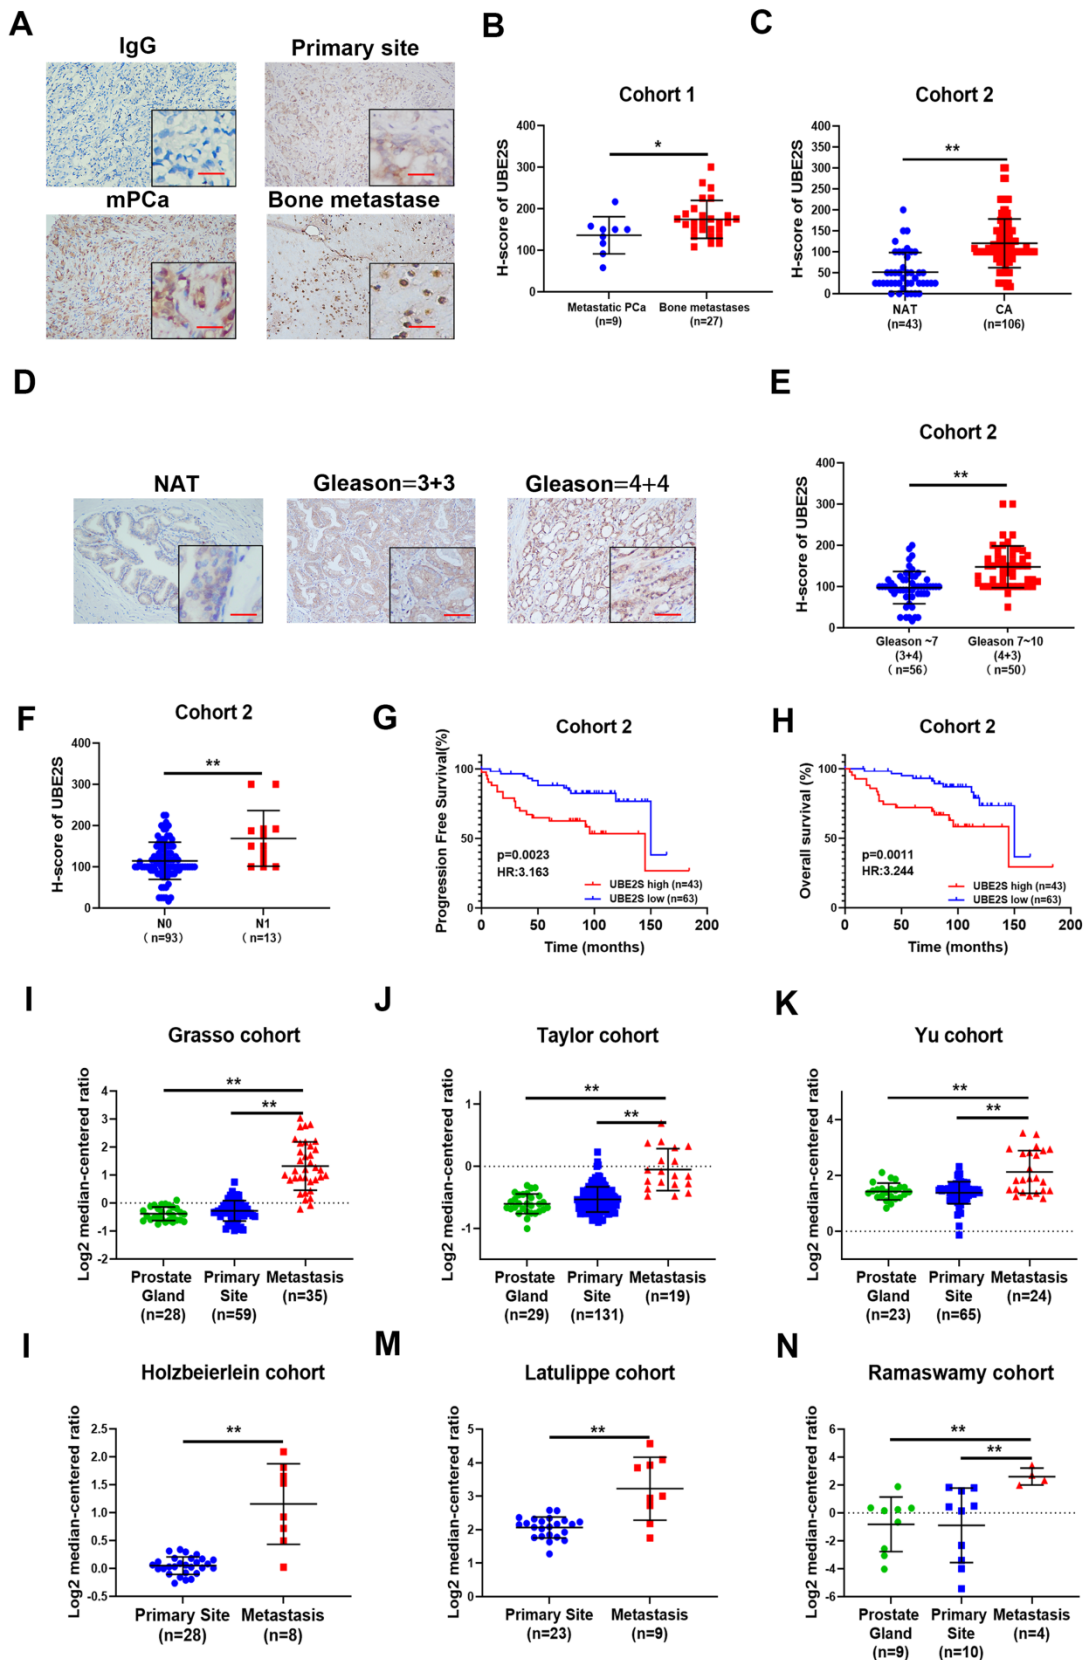 A
IgG
Primary site
mPCa
Bone metastase
B
Cohort 1
H-score of UBE2S
400
300
200
100
0
*
Metastatic PCa
(n=9)
Bone metastases
(n=27)
C
Cohort 2
H-score of UBE2S
400
350
300
250
200
150
100
50
0
**
NAT
(n=43)
CA
(n=106)
D
NAT
Gleason=3+3
Gleason=4+4
E
Cohort 2
H-score of UBE2S
400
300
200
100
0
**
Gleason ~7
(3+4)
( n=56)
Gleason 7~10
(4+3)
( n=50)
F
Cohort 2
H-score of UBE2S
400
300
200
100
0
**
N0
( n=93)
N1
( n=13)
G
Cohort 2
Progression Free Survival(%)
100
50
0
p=0.0023
HR:3.163
UBE2S high (n=43)
UBE2S low (n=63)
0 50 100 150 200
Time (months)
H
Cohort 2
Overall survival (%)
100
50
0
p=0.0011
HR:3.244
UBE2S high (n=43)
UBE2S low (n=63)
0 50 100 150 200
Time (months)
I
Grasso cohort
Log2 median-centered ratio
4
3
2
1
0
-1
-2
**
**
Prostate
Gland
(n=28)
Primary
Site
(n=59)
Metastasis
(n=35)
J
Taylor cohort
Log2 median-centered ratio
1
0
-1
**
**
Prostate
Gland
(n=29)
Primary
Site
(n=131)
Metastasis
(n=19)
K
Yu cohort
Log2 median-centered ratio
4
2
0
**
**
Prostate
Gland
(n=23)
Primary
Site
(n=65)
Metastasis
(n=24)
I
Holzbeierlein cohort
Log2 median-centered ratio
2.5
2.0
1.5
1.0
0.5
0.0
-0.5
**
Primary Site
(n=28)
Metastasis
(n=8)
M
Latulippe cohort
Log2 median-centered ratio
5
4
3
2
1
0
**
Primary Site
(n=23)
Metastasis
(n=9)
N
Ramaswamy cohort
Log2 median-centered ratio
6
4
2
0
-2
-4
-6
**
**
Prostate
Gland
(n=9)
Primary
Site
(n=10)
Metastasis
(n=4)